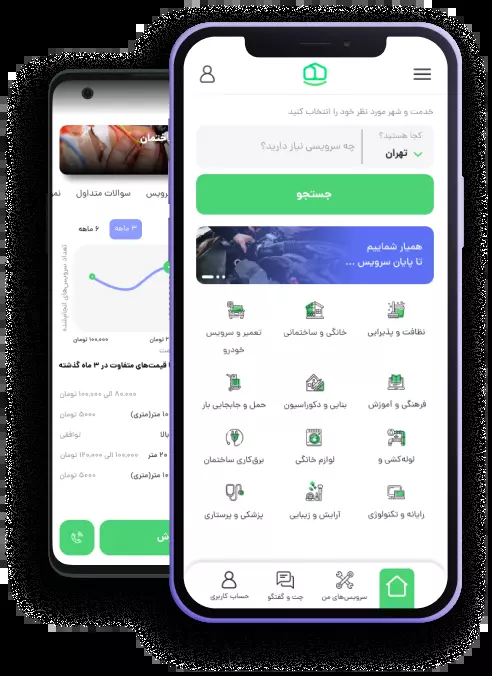 خدمت و شهر مورد نظر خود را انتخاب کنید
کجا هستید؟
تهران
چه سرویسی نیاز دارید؟
جستجو
همیار شماییم
تا پایان سرویس ...
نظافت و پذیرایی
خانگی و ساختمانی
تعمیر و سرویس
خودرو
فرهنگی و آموزش
بنایی و دکوراسیون
حمل و جابجایی بار
لوله‌کشی و
لوازم خانگی
برق‌کاری ساختمان
رایانه و تکنولوژی
آرایش و زیبایی
پزشکی و پرستاری
سرویس‌های من
چت و گفتگو
حساب کاربری
سوالات متداول
۳ ماهه
۶ ماهه
تعداد سرویس‌های انجام‌شده
۱۰۰,۰۰۰ تومان
قیمت‌های متفاوت در ۳ ماه گذشته
۸۰,۰۰۰ الی ۱۰۰,۰۰۰ تومان
۱۰ متر(متری)
۵۰۰۰ تومان
بالا
توافقی
۲۰ متر
۱۰۰,۰۰۰ الی ۱۲۰,۰۰۰ تومان
۱۰ متر(متری)
۵۰۰۰ تومان